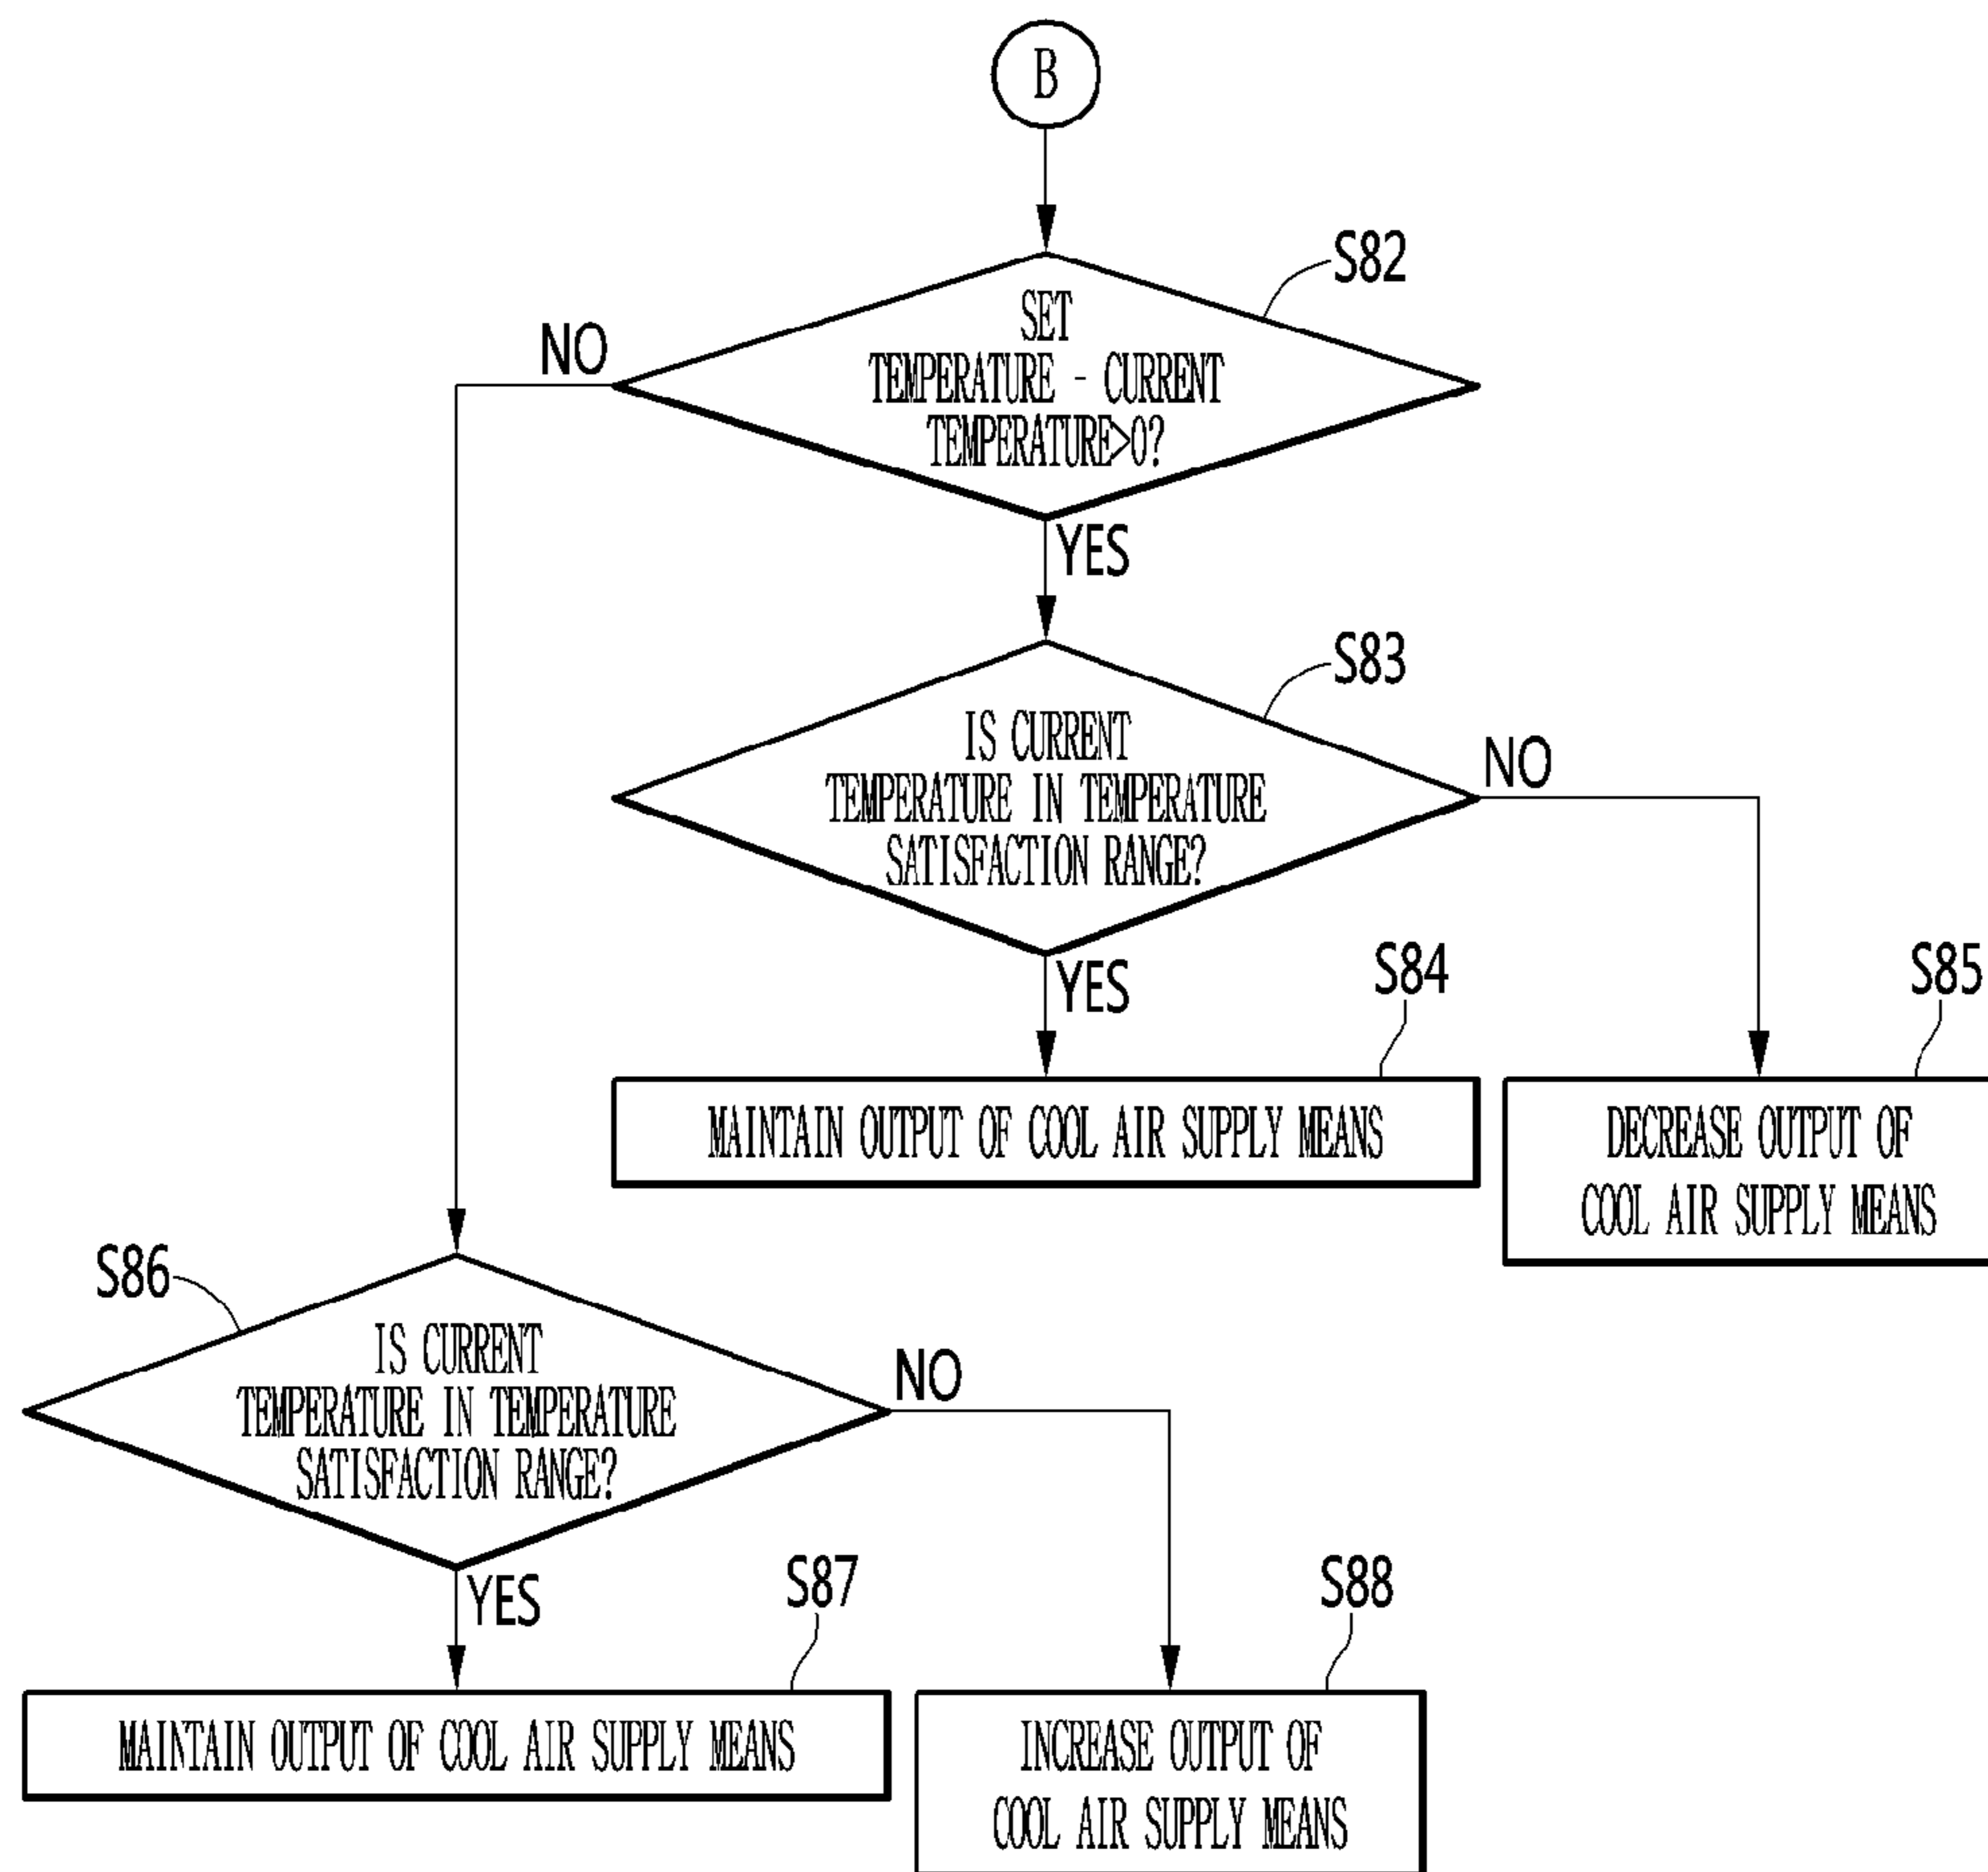 B
S82
NO
SET
TEMPERATURE - CURRENT
TEMPERATURE>0?
YES
S83
IS CURRENT
TEMPERATURE IN TEMPERATURE
SATISFACTION RANGE?
NO
YES
S84
S85
MAINTAIN OUTPUT OF COOL AIR SUPPLY MEANS
DECREASE OUTPUT OF
COOL AIR SUPPLY MEANS
S86
IS CURRENT
TEMPERATURE IN TEMPERATURE
SATISFACTION RANGE?
NO
YES
S87
S88
MAINTAIN OUTPUT OF COOL AIR SUPPLY MEANS
INCREASE OUTPUT OF
COOL AIR SUPPLY MEANS